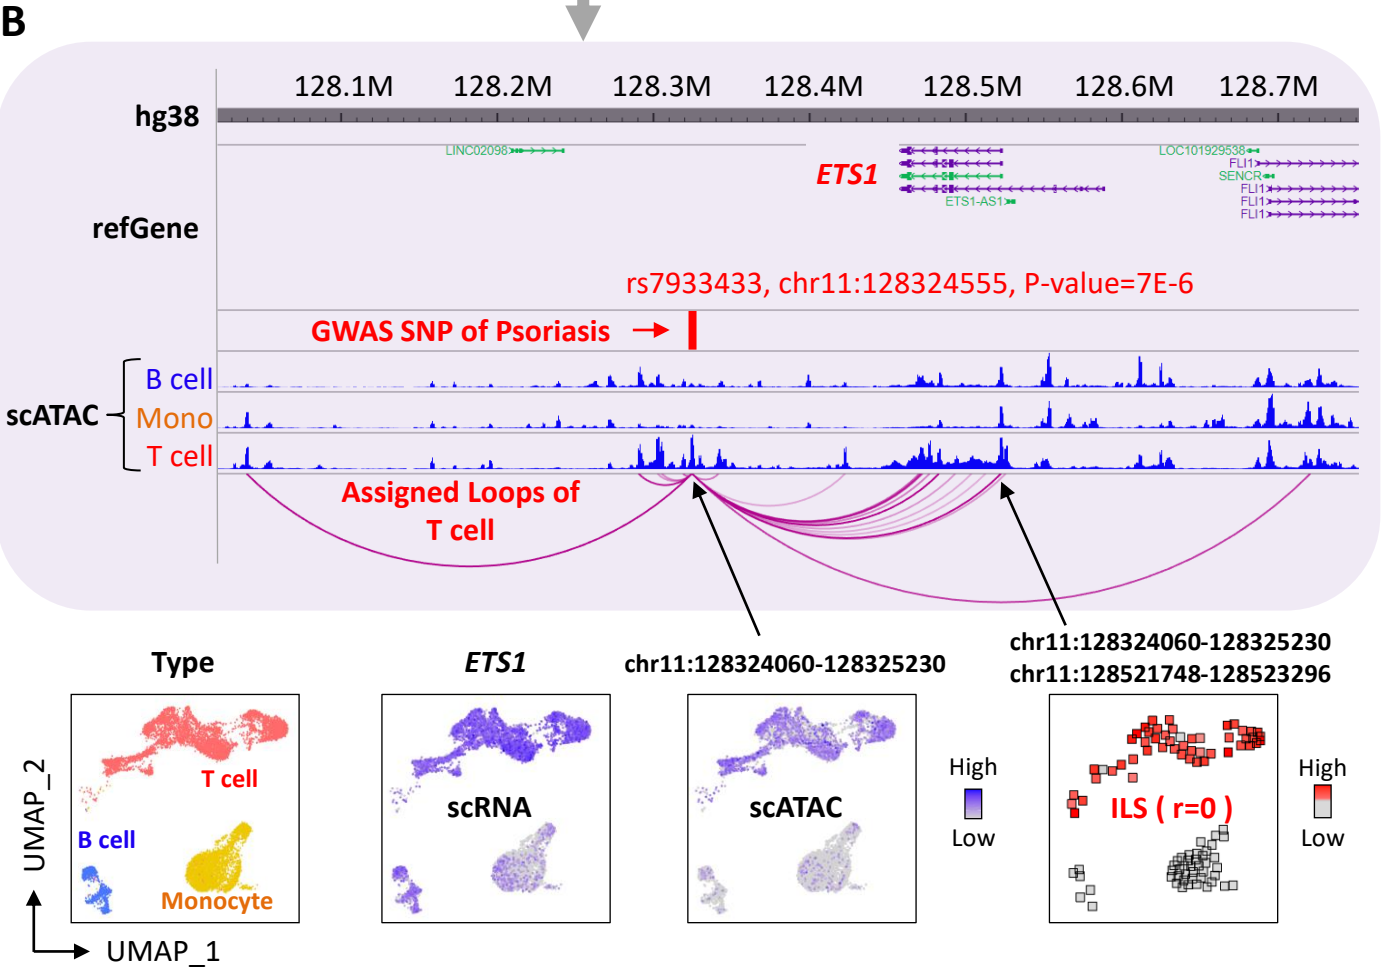 B
128.1M 128.2M 128.3M 128.4M 128.5M 128.6M 128.7M
hg38
LINC02098
LOC101929538
FLI1
ETS1
SENCR
FLI1
ETS1-AS1
FLI1
FLI1
refGene
rs7933433, chr11:128324555, P-value=7E-6
GWAS SNP of Psoriasis
B cell
scATAC
Mono
T cell
Assigned Loops of
T cell
chr11:128324060-128325230
chr11:128521748-128523296
Type
ETS1
chr11:128324060-128325230
T cell
B cell
Monocyte
scRNA
scATAC
High
Low
ILS ( r=0 )
High
Low
UMAP_2
UMAP_1